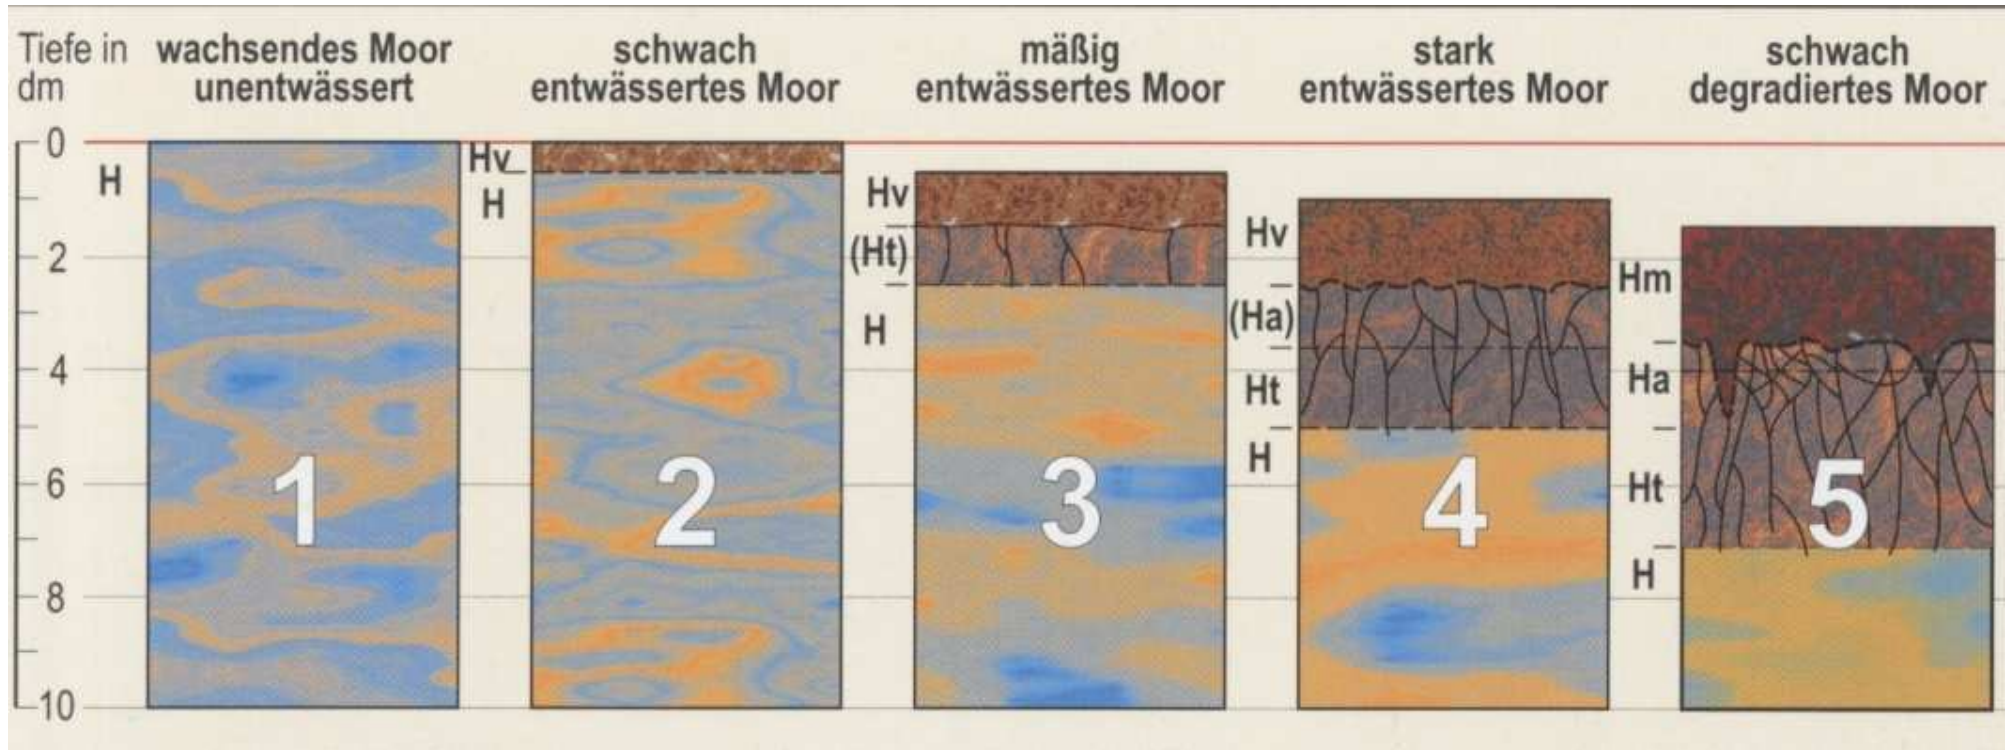 Tiefe in
dm
wachsendes Moor
unentwässert
schwach
entwässertes Moor
mäßig
entwässertes Moor
stark
entwässertes Moor
schwach
degradiertes Moor
0
2
4
6
8
10
H
1
Hv
H
2
Hv
(Ht)
H
3
Hv
(Ha)
Ht
H
4
Hm
Ha
Ht
H
5